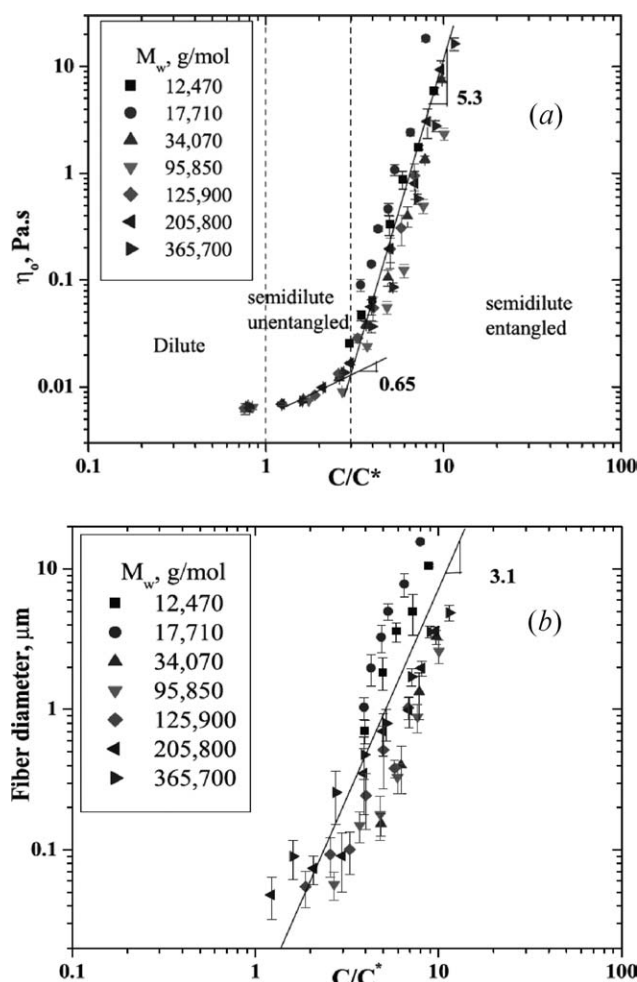 10
1
0.1
0.01
ηo, Pa.s
Mw, g/mol
12,470
17,710
34,070
95,850
125,900
205,800
365,700
5.3
(a)
semidilute
unentangled
semidilute
entangled
Dilute
0.65
0.1
1
10
100
C/C*
10
1
0.1
Fiber diameter, μm
Mw, g/mol
12,470
17,710
34,070
95,850
125,900
205,800
365,700
3.1
(b)
0.1
1
10
100
C/C*